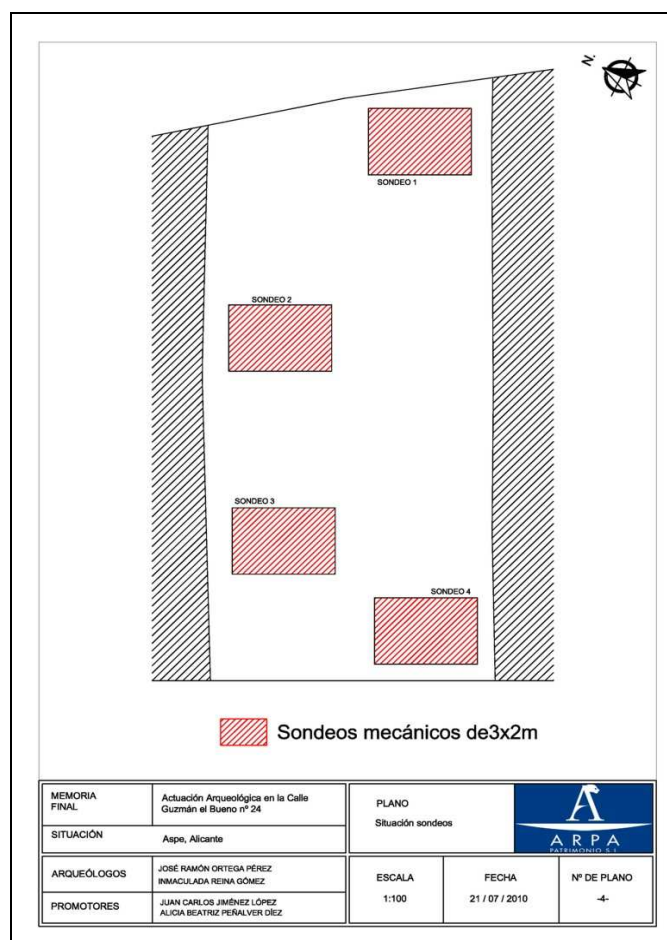 N.
SONDEO 1
SONDEO 2
SONDEO 3
SONDEO 4
Sondeos mecánicos de3x2m
MEMORIA
FINAL
Actuación Arqueológica en la Calle
Guzmán el Bueno nº 24
SITUACIÓN
Aspe, Alicante
PLANO
Situación sondeos
A
ARPA
PATRIMONIO S.L.
ARQUEÓLOGOS
JOSÉ RAMÓN ORTEGA PÉREZ
INMACULADA REINA GÓMEZ
PROMOTORES
JUAN CARLOS JIMÉNEZ LÓPEZ
ALICIA BEATRIZ PEÑALVER DÍEZ
ESCALA
1:100
FECHA
21 / 07 / 2010
Nº DE PLANO
-4-